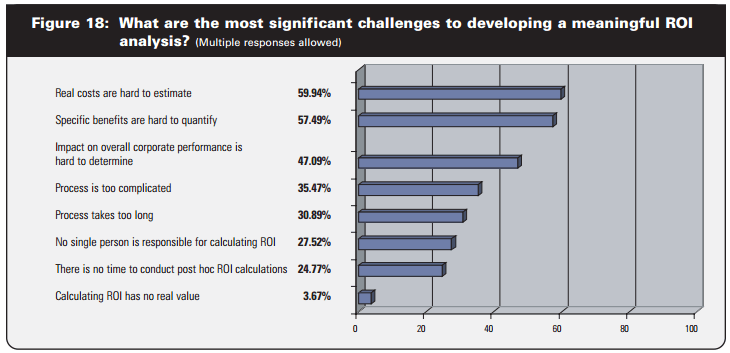 Figure 18: What are the most significant challenges to developing a meaningful ROI
analysis? (Multiple responses allowed)
Real costs are hard to estimate 59.94%
Specific benefits are hard to quantify 57.49%
Impact on overall corporate performance is
hard to determine 47.09%
Process is too complicated 35.47%
Process takes too long 30.89%
No single person is responsible for calculating ROI 27.52%
There is no time to conduct post hoc ROI calculations 24.77%
Calculating ROI has no real value 3.67%
0 20 40 60 80 100